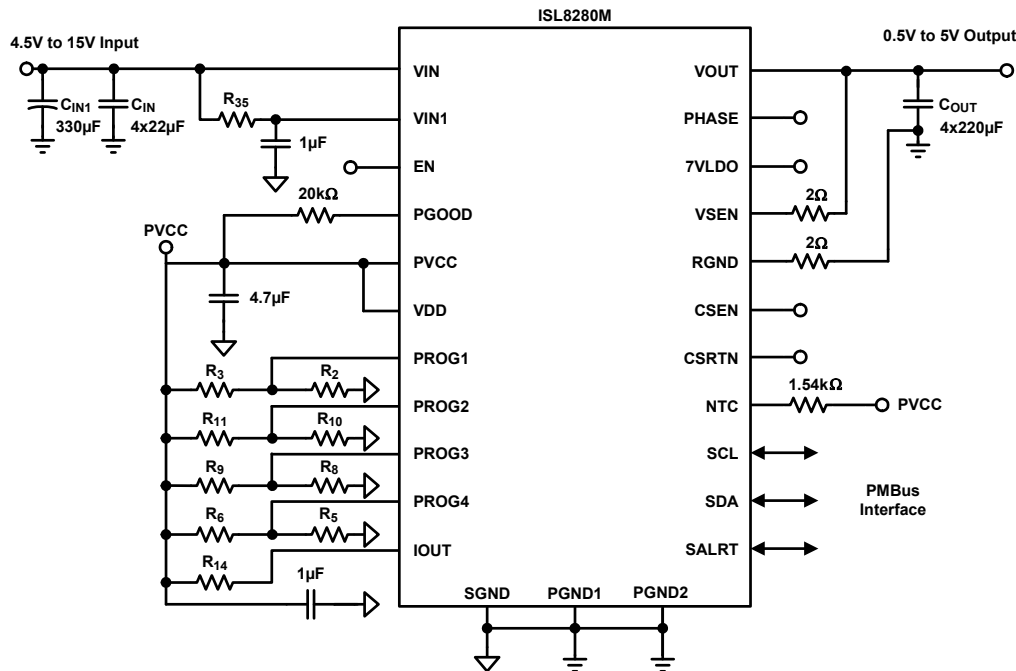 ISL8280M
4.5V to 15V Input
0.5V to 5V Output
VIN
VOUT
CIN1
330µF
CIN
4x22µF
R35
VIN1
1µF
PHASE
COUT
4x220µF
EN
7VLDO
20kΩ
PGOOD
VSEN
2Ω
PVCC
PVCC
RGND
2Ω
4.7µF
VDD
CSEN
PROG1
CSRTN
R3
R2
1.54kΩ
PROG2
NTC
PVCC
R11
R10
PROG3
SCL
R9
R8
PROG4
SDA
PMBus
Interface
R6
R5
IOUT
SALRT
R14
1µF
SGND
PGND1
PGND2